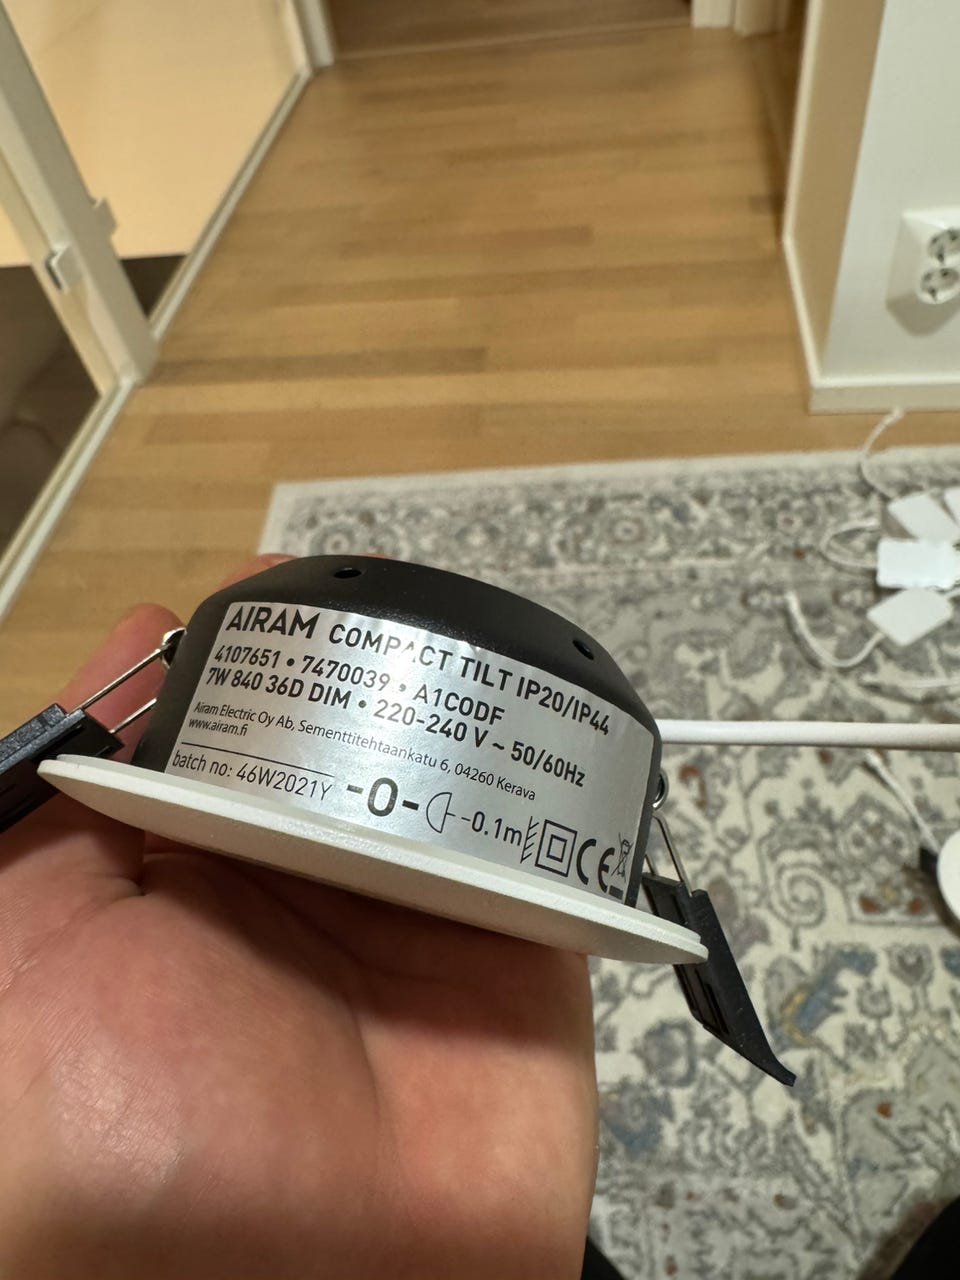 AIRAM COMPACT TILT IP20/IP44
4107651 • 7470039 • A1CODF
7W 840 36D DIM • 220-240 V ~ 50/60Hz
Airam Electric Oy Ab, Sementtitehtaankatu 6, 04260 Kerava
www.airam.fi
batch no: 46W2021Y
-0.1m
CE